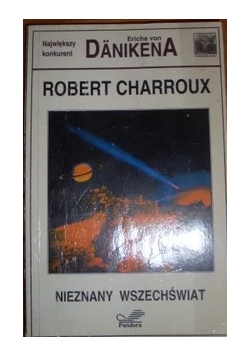 Największy
konkurent
Ericha von
DÄNIKENA
ROBERT CHARROUX
NIEZNANY WSZECHŚWIAT
Pandora